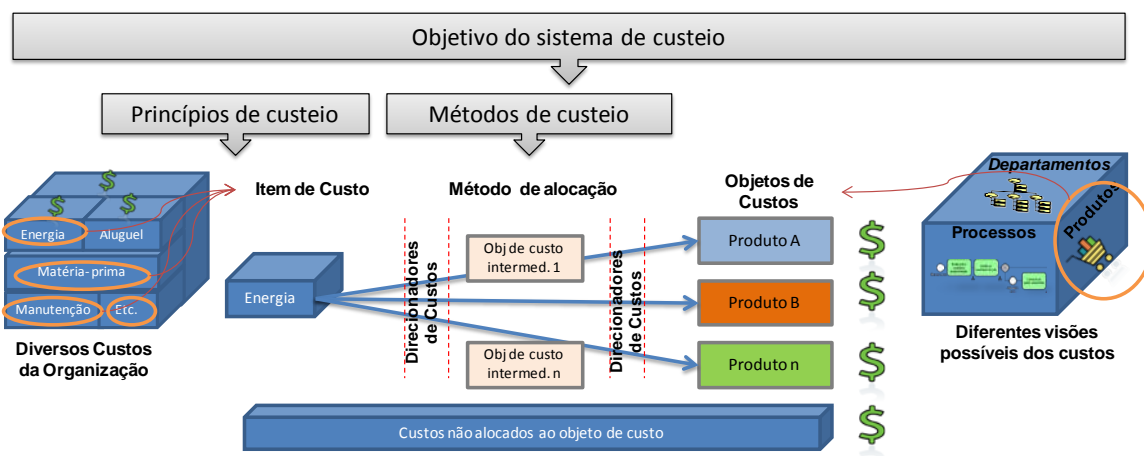 Objetivo do sistema de custeio
Princípios de custeio
Métodos de custeio
$
$
$
Energia
Aluguel
Matéria-prima
Manutenção
Etc.
Diversos Custos
da Organização
Item de Custo
Energia
Método de alocação
Direcionadores
de Custos
Obj de custo
intermed. 1
Obj de custo
intermed. n
Direcionadores
de Custos
Objetos de
Custos
Produto A
Produto B
Produto n
$
$
$
$
Custos não alocados ao objeto de custo
Departamentos
Processos
Produtos
Diferentes visões
possíveis dos custos